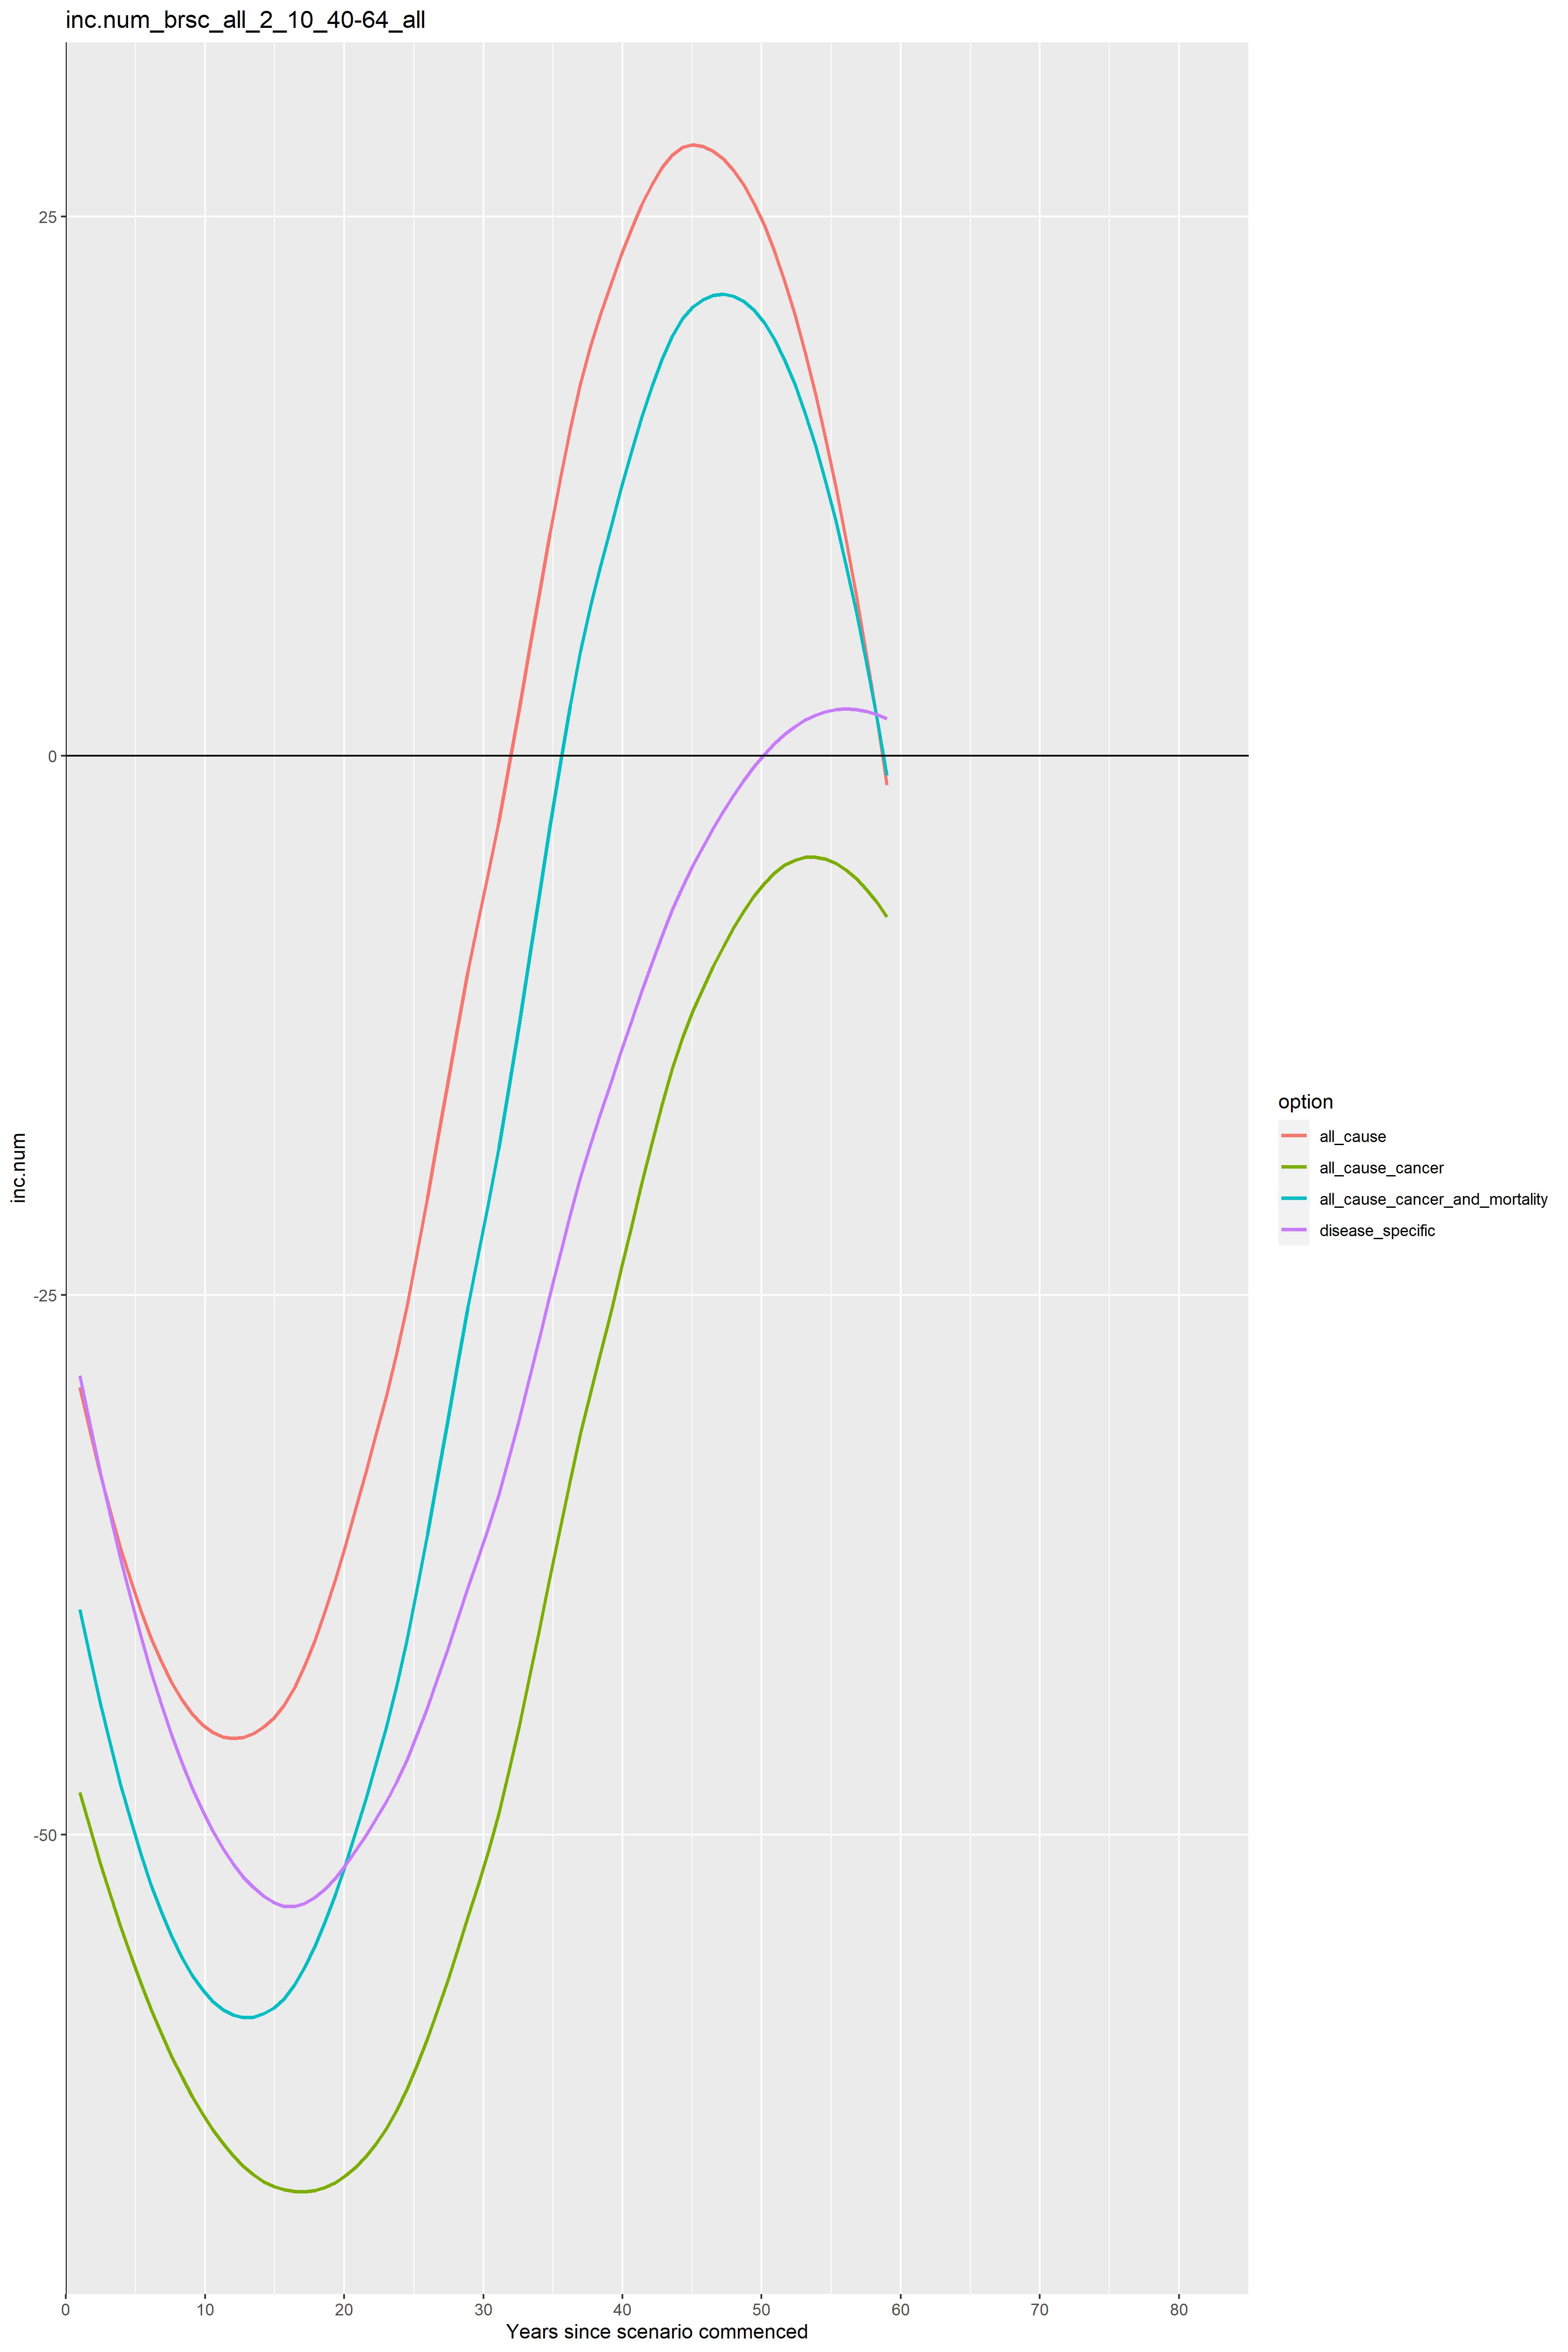 inc.num_brsc_all_2_10_40-64_all
25
0
-25
-50
inc.num
0 10 20 30 40 50 60 70 80
Years since scenario commenced
option
all_cause
all_cause_cancer
all_cause_cancer_and_mortality
disease_specific